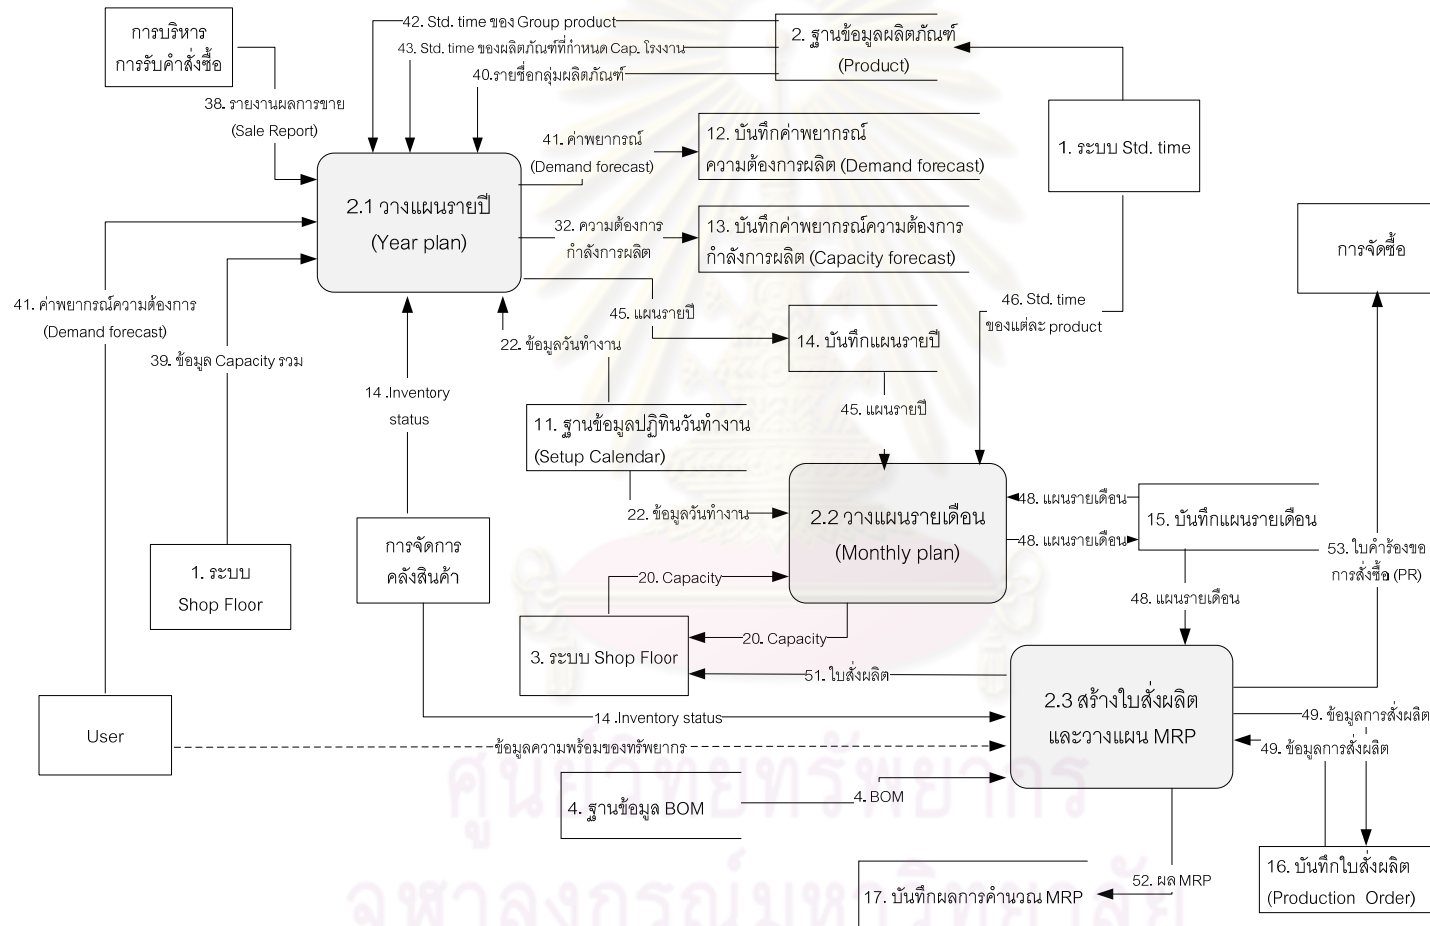 42. Std. time ของ Group product
43. Std. time ของผลิตภัณฑ์ที่กำหนด Cap. โรงงาน
40.รายชื่อกลุ่มผลิตภัณฑ์
การบริหาร
การรับคำสั่งซื้อ
2. ฐานข้อมูลผลิตภัณฑ์
(Product)
38. รายงานผลการขาย
(Sale Report)
41. ค่าพยากรณ์
(Demand forecast)
12. บันทึกค่าพยากรณ์
ความต้องการผลิต (Demand forecast)
1. ระบบ Std. time
2.1 วางแผนรายปี
(Year plan)
32. ความต้องการ
กำลังการผลิต
13. บันทึกค่าพยากรณ์ความต้องการ
กำลังการผลิต (Capacity forecast)
การจัดซื้อ
41. ค่าพยากรณ์ความต้องการ
(Demand forecast)
39. ข้อมูล Capacity รวม
45. แผนรายปี
22. ข้อมูลวันทำงาน
14. บันทึกแผนรายปี
46. Std. time
ของแต่ละ product
14 .Inventory
status
45. แผนรายปี
11. ฐานข้อมูลปฏิทินวันทำงาน
(Setup Calendar)
22. ข้อมูลวันทำงาน
2.2 วางแผนรายเดือน
(Monthly plan)
48. แผนรายเดือน
48. แผนรายเดือน
15. บันทึกแผนรายเดือน
53. ใบคำร้องขอ
การสั่งซื้อ (PR)
1. ระบบ
Shop Floor
การจัดการ
คลังสินค้า
20. Capacity
20. Capacity
48. แผนรายเดือน
3. ระบบ Shop Floor
51. ใบสั่งผลิต
2.3 สร้างใบสั่งผลิต
และวางแผน MRP
14 .Inventory status
49. ข้อมูลการสั่งผลิต
49. ข้อมูลการสั่งผลิต
User
ข้อมูลความพร้อมของทรัพยากร
4. ฐานข้อมูล BOM
4. BOM
52. ผล MRP
17. บันทึกผลการคำนวณ MRP
16. บันทึกใบสั่งผลิต
(Production Order)
ศูนย์วิทยทรัพยากร
จุฬาลงกรณ์มหาวิทยาลัย